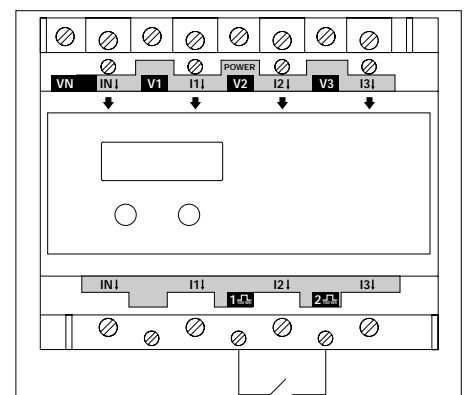 POWER
VN IN↓ V1 I1↓ V2 I2↓ V3 I3↓
IN↓ I1↓ 1 I2↓ 2 I3↓